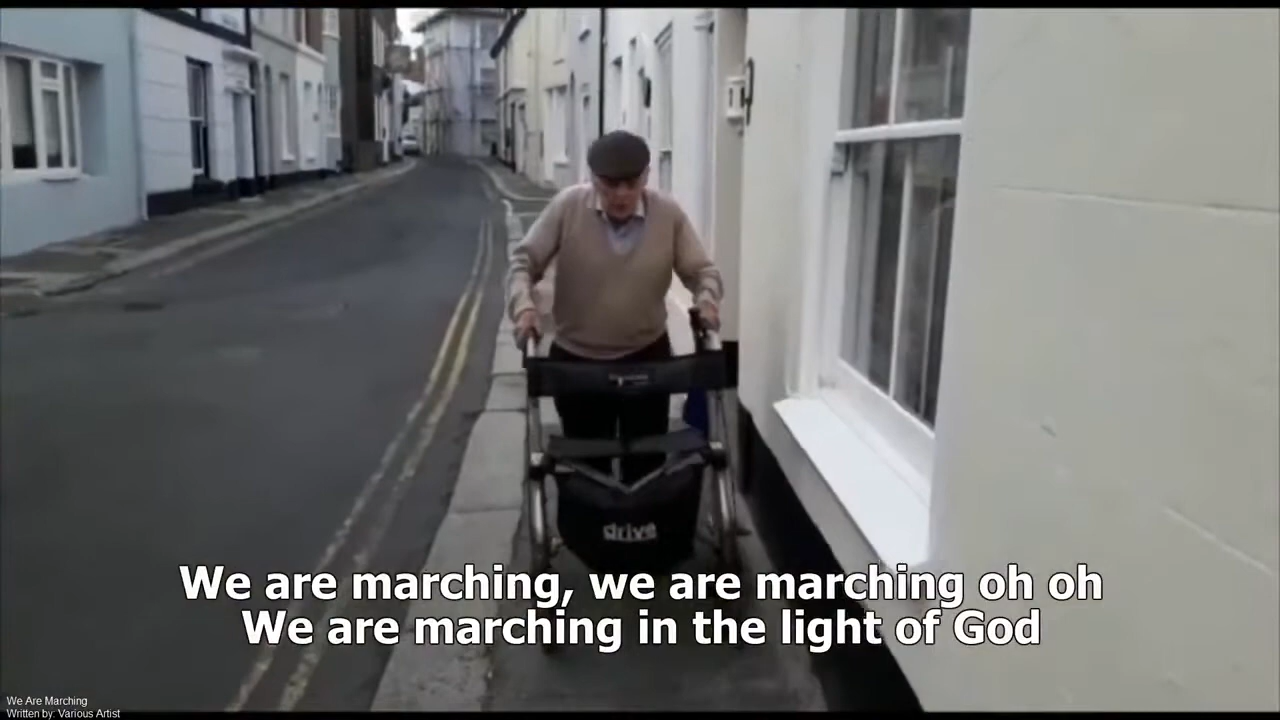 drive
We are marching, we are marching oh oh
We are marching in the light of God
We Are Marching
Written by: Various Artist